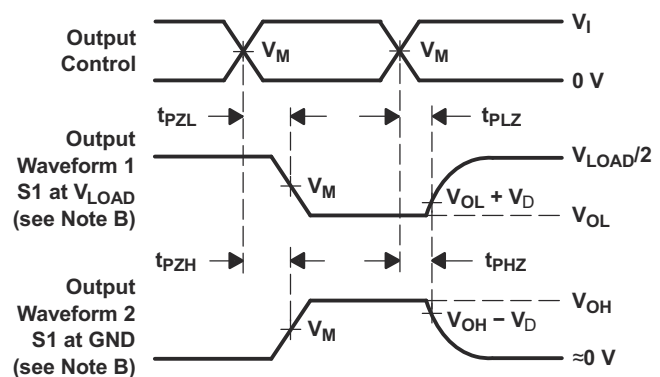 Output
Control
V_M
V_M
V_I
0 V
t_PZL
t_PLZ
Output
Waveform 1
S1 at V_LOAD
(see Note B)
V_M
V_LOAD/2
V_OL + V_D
V_OL
t_PZH
t_PHZ
Output
Waveform 2
S1 at GND
(see Note B)
V_M
V_OH
V_OH − V_D
≈0 V